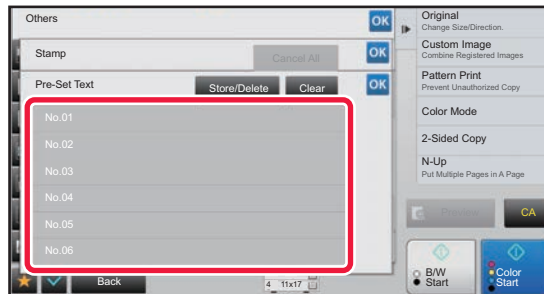 Others
OK
Stamp
Cancel All
OK
Pre-Set Text
Store/Delete
Clear
OK
No.01
No.02
No.03
No.04
No.05
No.06
Back
4 11x17
Original
Change Size/Direction.
Custom Image
Combine Registered Images
Pattern Print
Prevent Unauthorized Copy
Color Mode
2-Sided Copy
N-Up
Put Multiple Pages in A Page
Preview
CA
B/W
Start
Color
Start